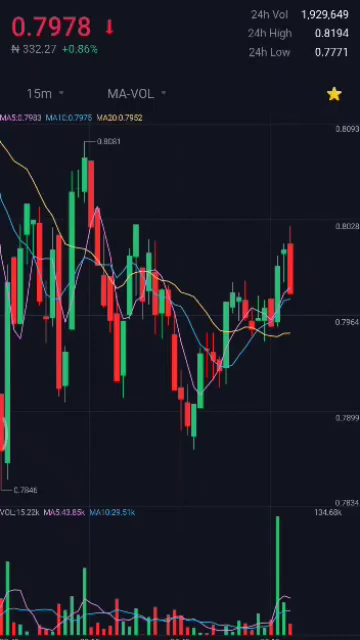 0.7978 ↓
₦ 332.27 +0.86%
24h Vol 1,929,649
24h High 0.8194
24h Low 0.7771
15m
MA-VOL
MA5:0.7983 MA10:0.7975 MA20:0.7952
0.8093
0.8081
0.8028
0.7964
0.7899
0.7846
0.7834
VOL:15.22k MA5:43.85k MA10:29.51k
134.68k